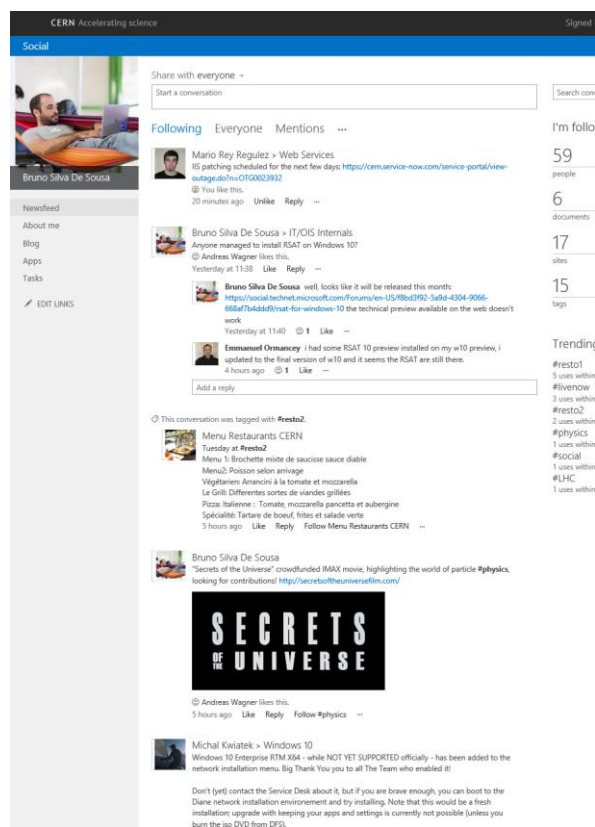 CERN Accelerating science
Signed
Social
Bruno Silva De Sousa
Newsfeed
About me
Blog
Apps
Tasks
EDIT LINKS
Share with everyone
Start a conversation
Following Everyone Mentions ...
Mario Rey Regulez > Web Services
IIS patching scheduled for the next few days: https://cern.service-now.com/service-portal/view-
outage.do?n=OTG0023932
You like this.
20 minutes ago Unlike Reply ...
Bruno Silva De Sousa > IT/OIS Internals
Anyone managed to install RSAT on Windows 10?
Andreas Wagner likes this.
Yesterday at 11:38 Like Reply ...
Bruno Silva De Sousa well, looks like it will be released this month:
https://social.technet.microsoft.com/Forums/en-US/f8bd3f92-5a9d-4304-9066-
668af7b4ddd9/rsat-for-windows-10 the technical preview available on the web doesn't
work
Yesterday at 11:40 1 Like ...
Emmanuel Ormancey i had some RSAT 10 preview installed on my w10 preview, i
updated to the final version of w10 and it seems the RSAT are still there.
4 hours ago 1 Like ...
Add a reply
This conversation was tagged with #resto2.
Menu Restaurants CERN
Tuesday at #resto2
Menu 1: Brochette mixte de saucisse sauce diable
Menu2: Poisson selon arrivage
Végétarien: Arrancini à la tomate et mozzarella
Le Grill: Differentes sortes de viandes grillées
Pizza: Italienne : Tomate, mozzarella pancetta et aubergine
Spécialité: Tartare de boeuf, frites et salade verte
5 hours ago Like Reply Follow Menu Restaurants CERN ...
Bruno Silva De Sousa
"Secrets of the Universe" crowdfunded IMAX movie, highlighting the world of particle #physics,
looking for contributions! http://secretsoftheuniversefilm.com/
SECRETS
OF THE UNIVERSE
Andreas Wagner likes this.
5 hours ago Like Reply Follow #physics ...
Michal Kwiatek > Windows 10
Windows 10 Enterprise RTM X64 - while NOT YET SUPPORTED officially - has been added to the
network installation menu. Big Thank You you to all The Team who enabled it!
Don't (yet) contact the Service Desk about it, but if you are brave enough, you can boot to the
Diane network installation environement and try installing. Note that this would be a fresh
installation; upgrade with keeping your apps and settings is currently not possible (unless you
burn the iso DVD from DFS).
Search con
I'm follo
59
people
6
documents
17
sites
15
tags
Trending
#resto1
5 uses within
#livenow
3 uses within
#resto2
2 uses within
#physics
1 uses within
#social
1 uses within
#LHC
1 uses within